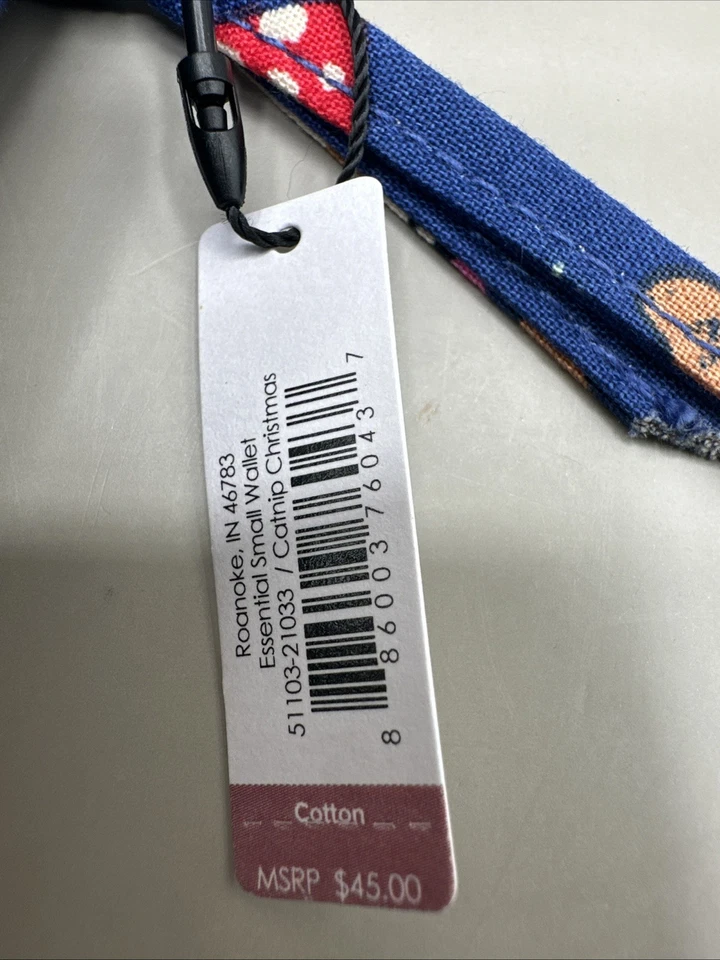 Roanoke, IN 46783
Essential Small Wallet
51103-21033 / Catnip Christmas
8 86003 76043 7
Cotton
MSRP $45.00